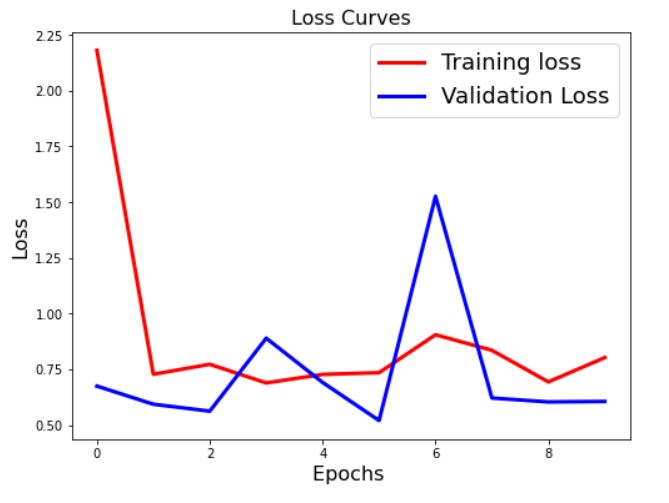 Loss Curves
2.25
2.00
1.75
1.50
1.25
1.00
0.75
0.50
Loss
Training loss
Validation Loss
0 2 4 6 8
Epochs